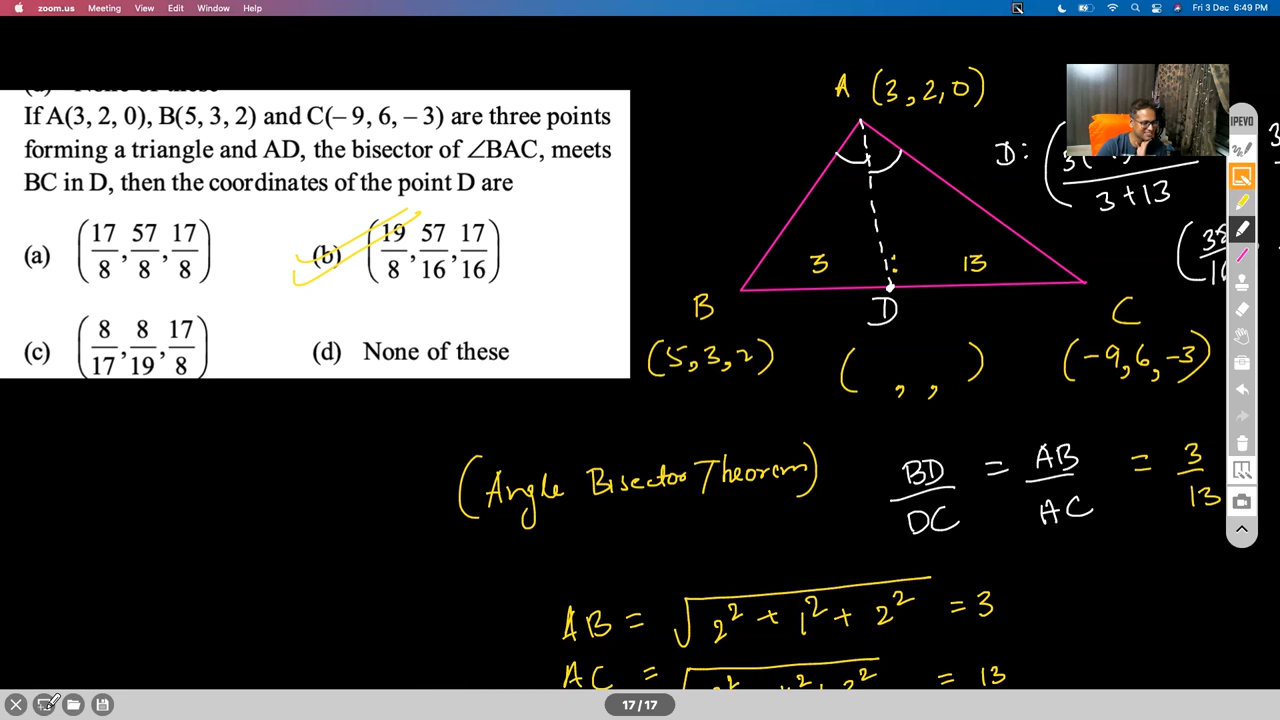 zoom.us Meeting View Edit Window Help Fri 3 Dec 6:49 PM
If A(3, 2, 0), B(5, 3, 2) and C(– 9, 6, – 3) are three points
forming a triangle and AD, the bisector of ∠BAC, meets
BC in D, then the coordinates of the point D are
(a) (17/8, 57/8, 17/8) (b) (19/8, 57/16, 17/16)
(c) (8/17, 8/19, 17/8) (d) None of these
A (3, 2, 0)
D:
3+13
3 : 13
B D C
(5, 3, 2) ( , , ) (-9, 6, -3)
(Angle Bisector Theorem) BD/DC = AB/AC = 3/13
AB = √(2² + 1² + 2²) = 3
AC = = 13
IPEVO
17/17